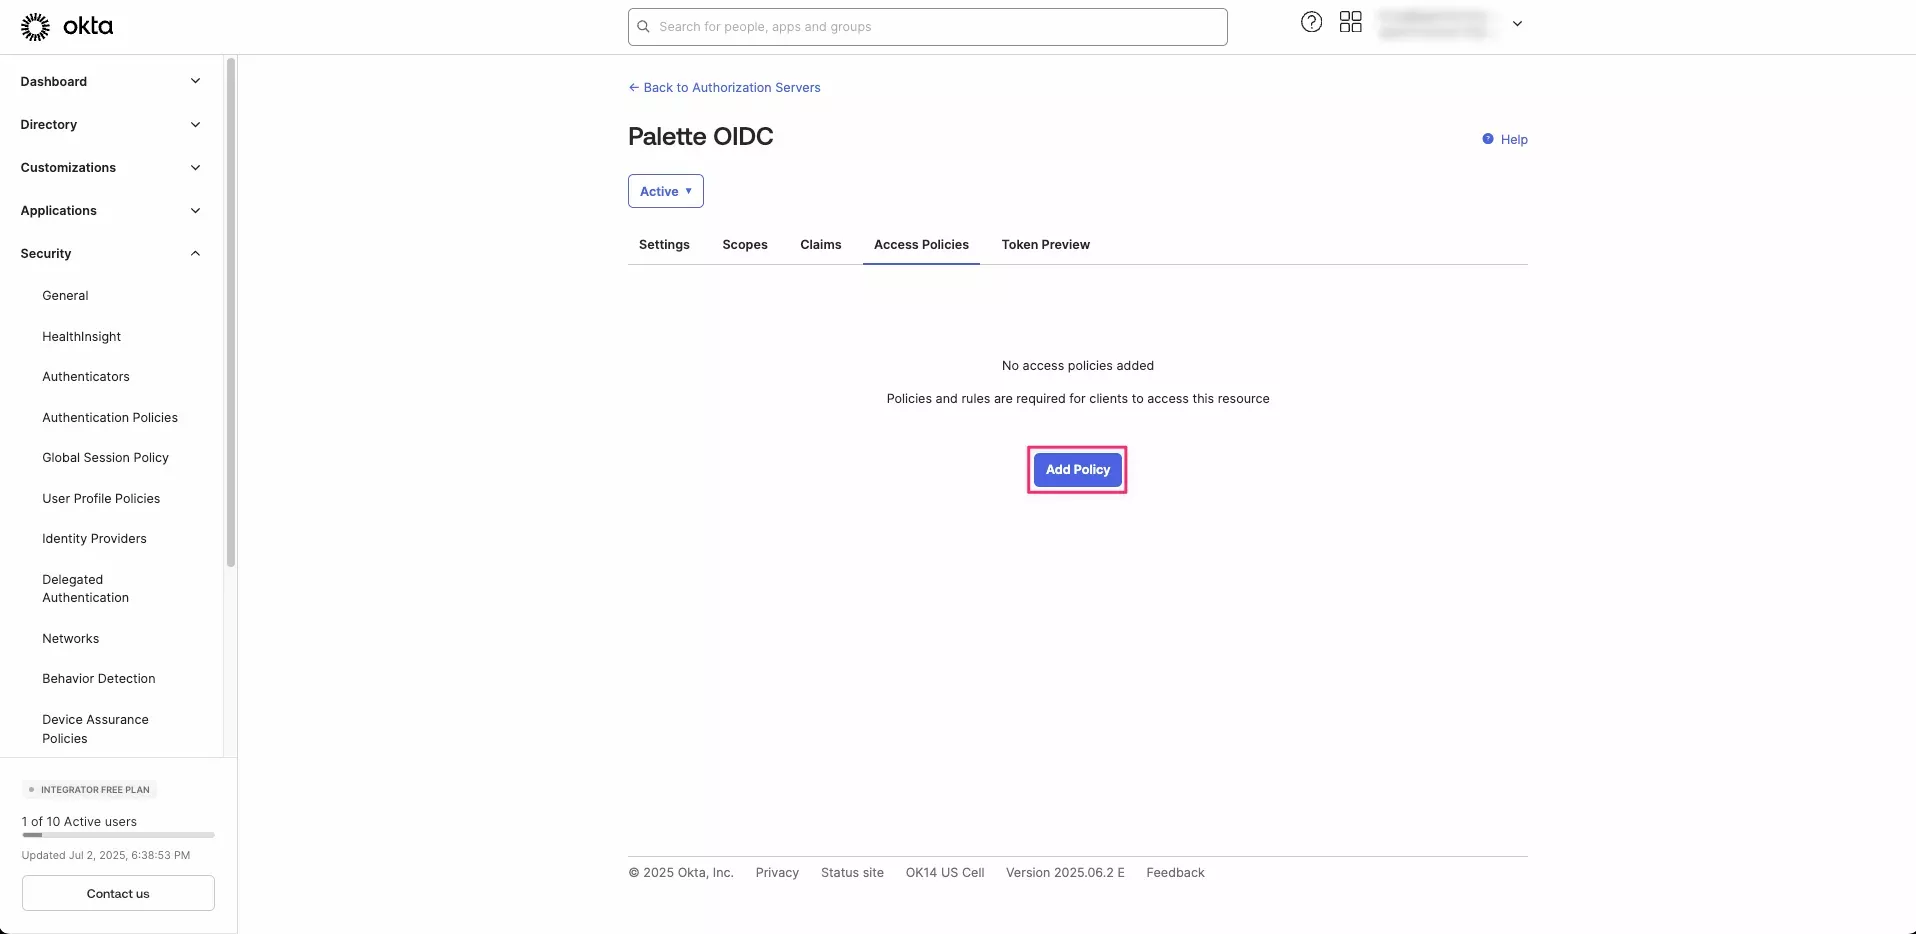 okta
Search for people, apps and groups
Dashboard
Directory
Customizations
Applications
Security
General
HealthInsight
Authenticators
Authentication Policies
Global Session Policy
User Profile Policies
Identity Providers
Delegated
Authentication
Networks
Behavior Detection
Device Assurance
Policies
INTEGRATOR FREE PLAN
1 of 10 Active users
Updated Jul 2, 2025, 6:38:53 PM
Contact us
← Back to Authorization Servers
Palette OIDC
Help
Active
Settings Scopes Claims Access Policies Token Preview
No access policies added
Policies and rules are required for clients to access this resource
Add Policy
© 2025 Okta, Inc. Privacy Status site OK14 US Cell Version 2025.06.2 E Feedback